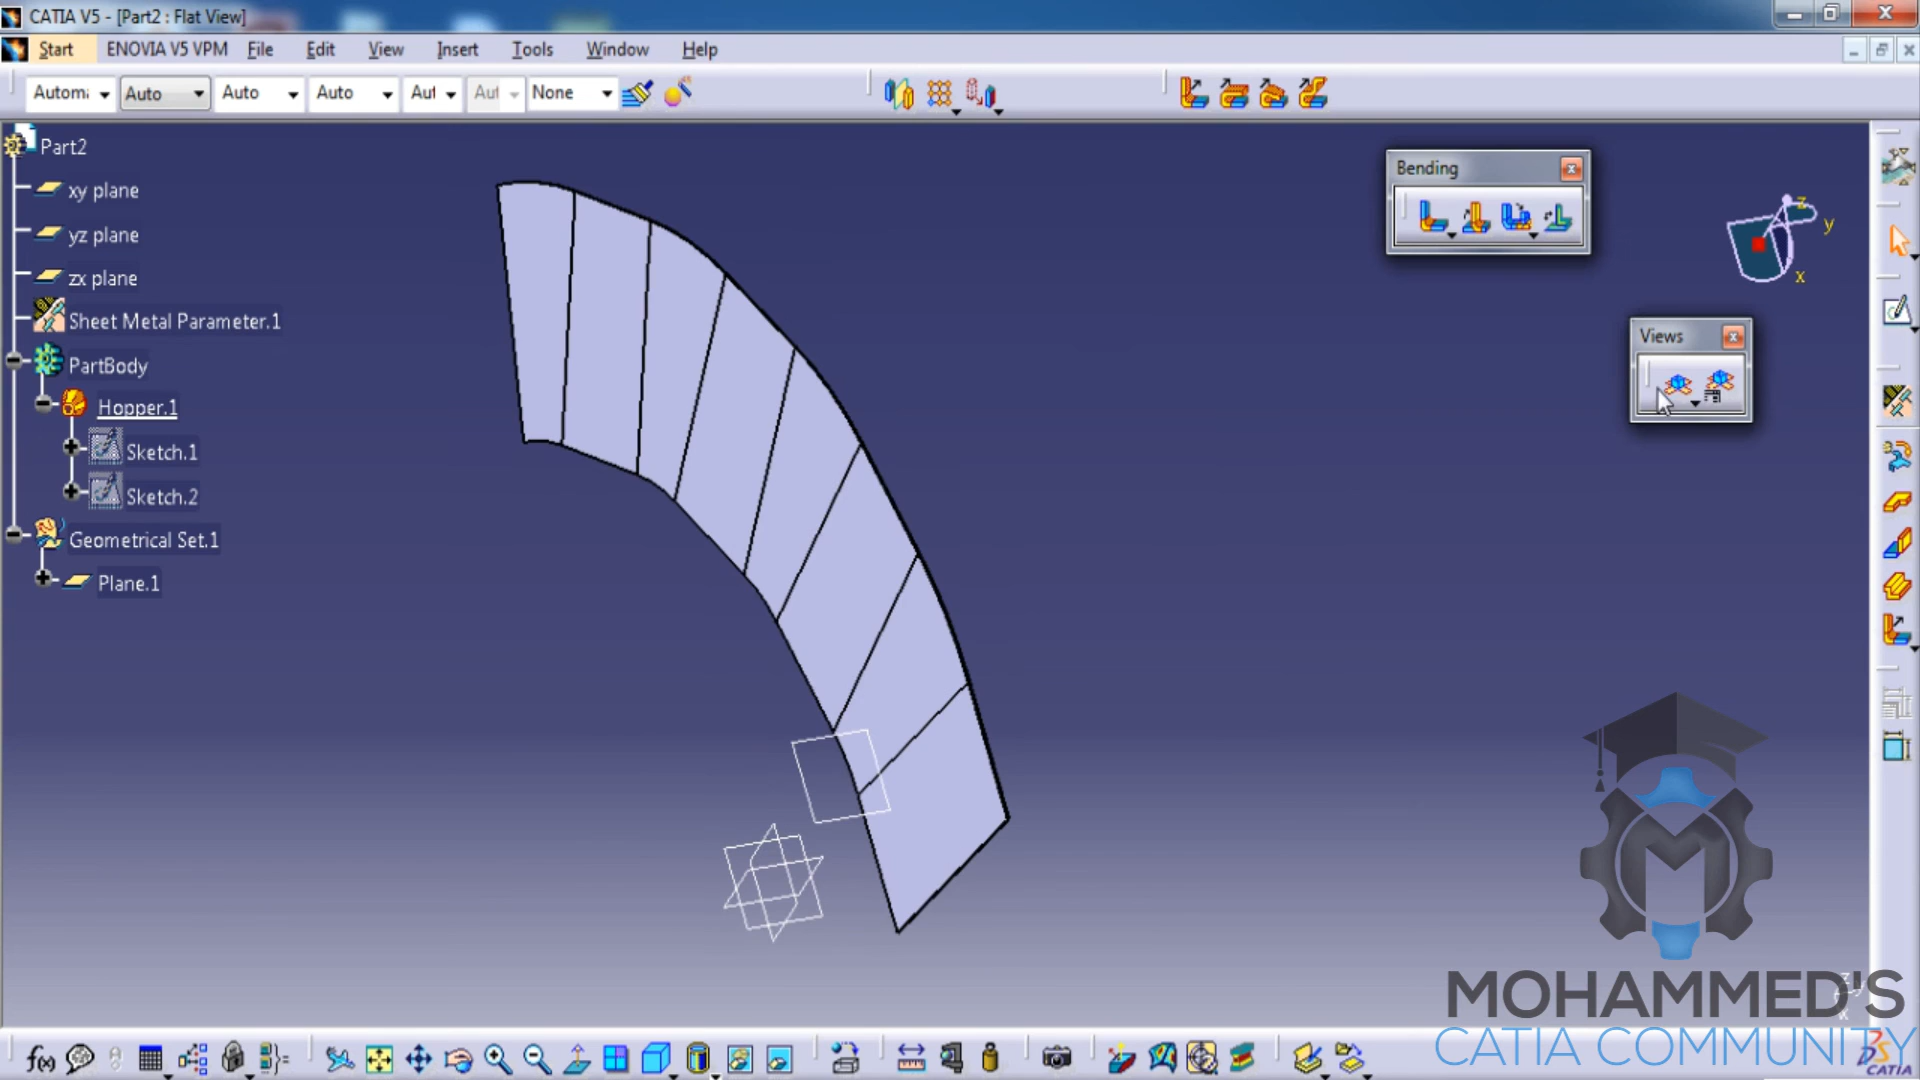 CATIA V5 - [Part2 : Flat View]
Start ENOVIA V5 VPM File Edit View Insert Tools Window Help
Auto Auto Auto None
Part2
xy plane
yz plane
zx plane
Sheet Metal Parameter.1
PartBody
Hopper.1
Sketch.1
Sketch.2
Geometrical Set.1
Plane.1
Bending
z
y
x
Views
MOHAMMED'S
CATIA COMMUNITY
f(x)
CATIA